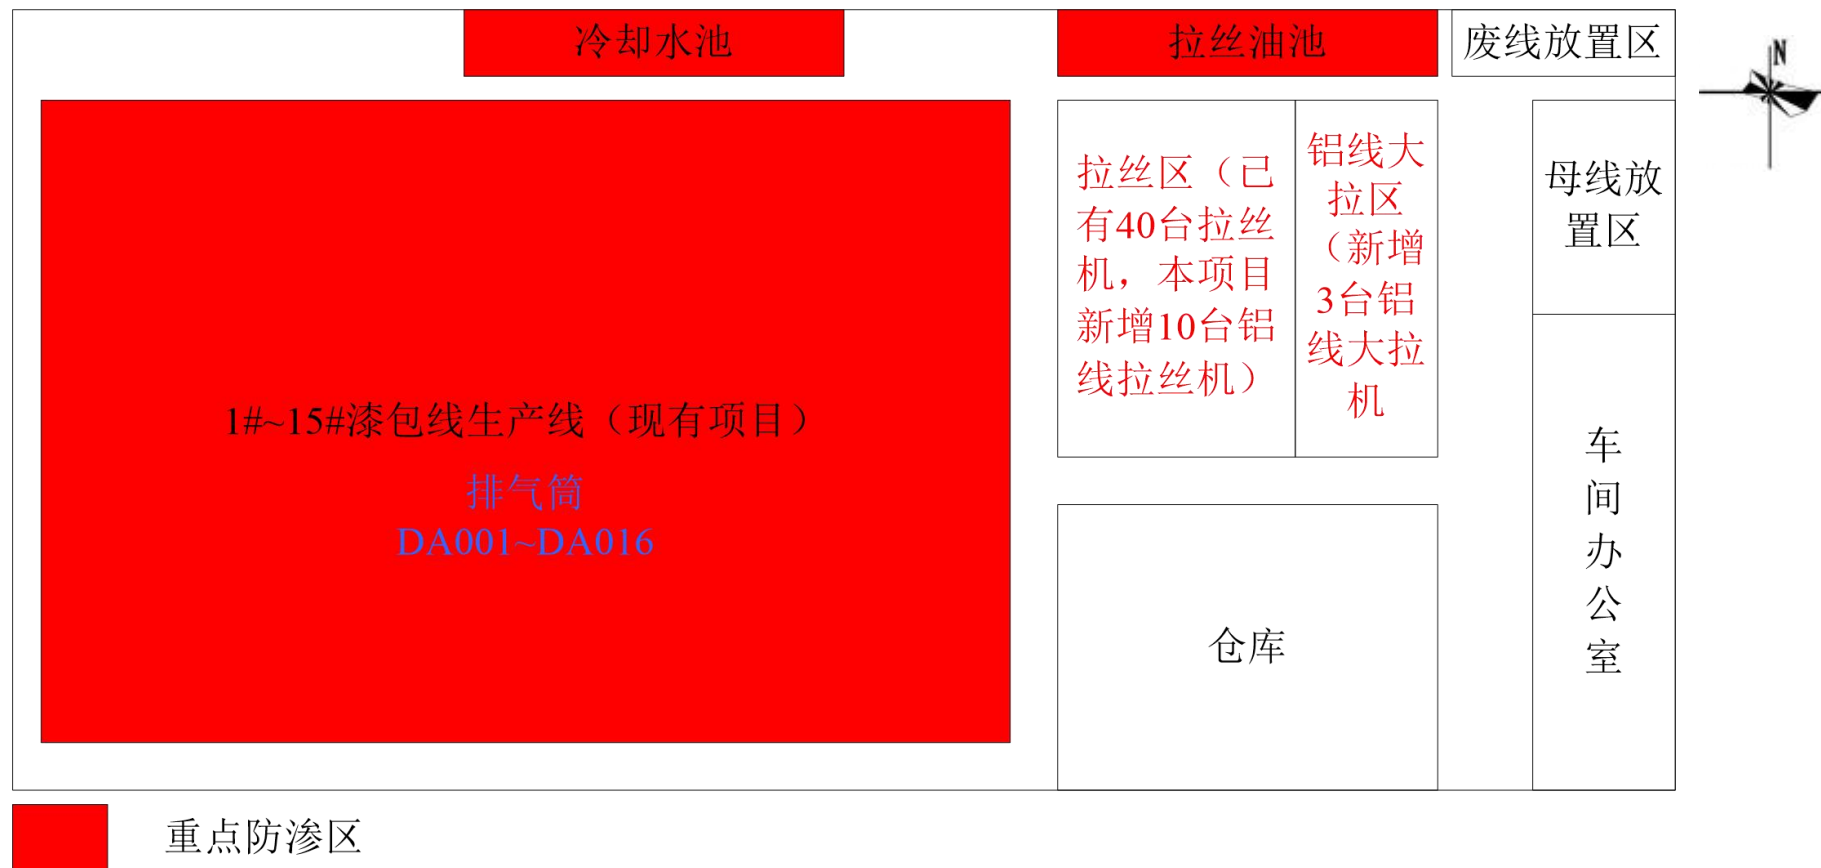 冷却水池
拉丝油池
废线放置区
N
拉丝区（已
有40台拉丝
机，本项目
新增10台铝
线拉丝机）
铝线大
拉区
（新增
3台铝
线大拉
机
母线放
置区
1#~15#漆包线生产线（现有项目）
排气筒
DA001~DA016
仓库
车
间
办
公
室
重点防渗区